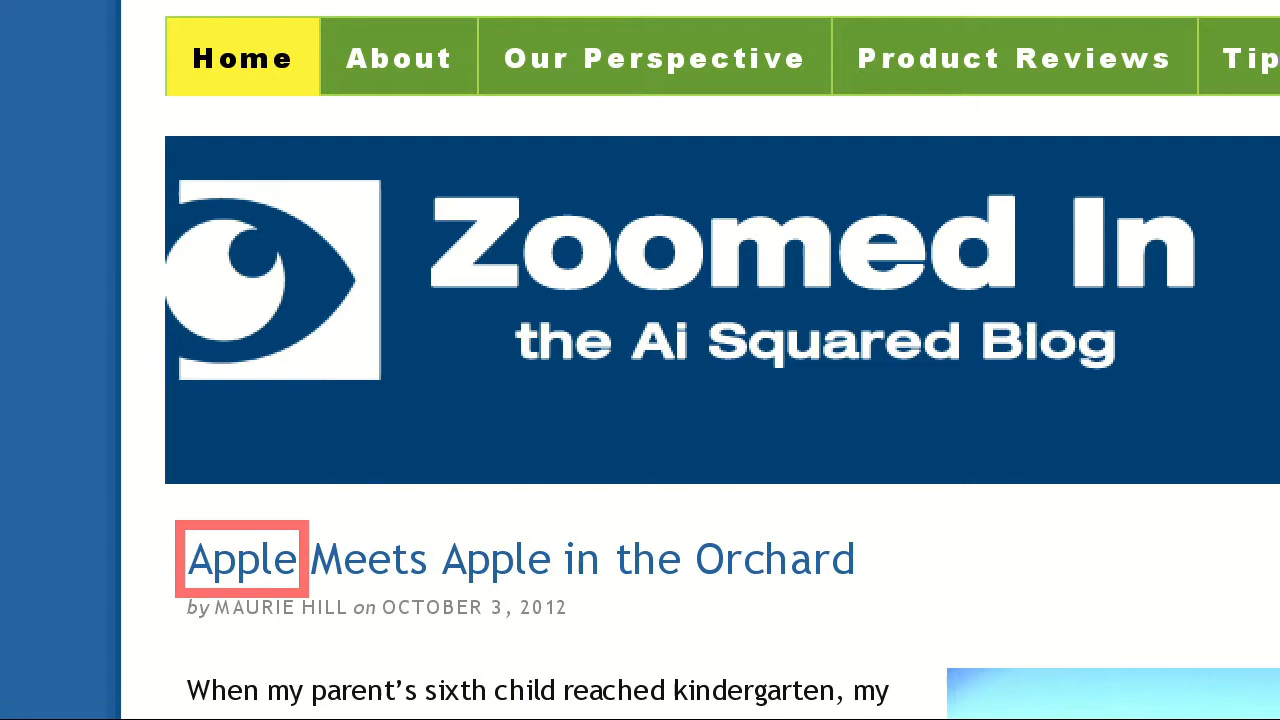 Home About Our Perspective Product Reviews Tip
Zoomed In
the Ai Squared Blog
Apple Meets Apple in the Orchard
by MAURIE HILL on OCTOBER 3, 2012
When my parent’s sixth child reached kindergarten, my